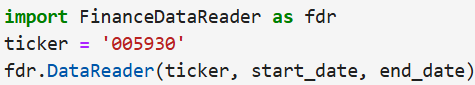 import FinanceDataReader as fdr
ticker = '005930'
fdr.DataReader(ticker, start_date, end_date)